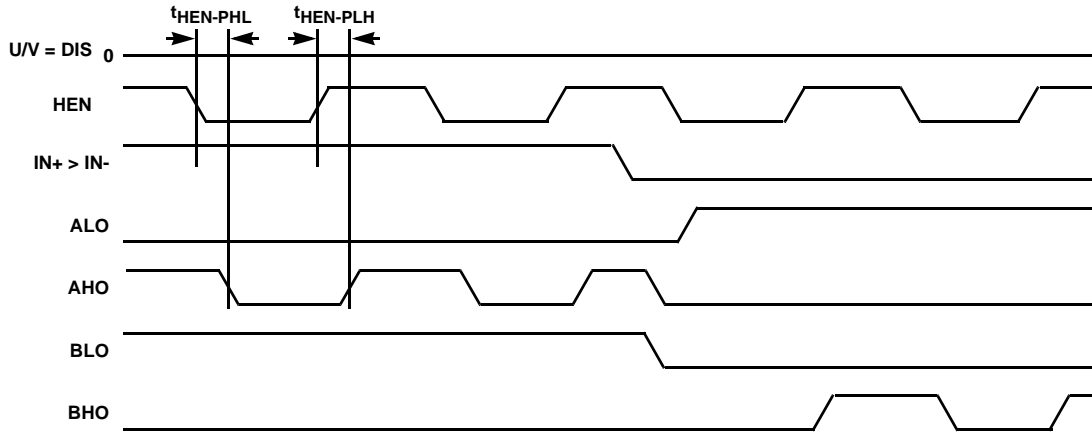 tHEN-PHL tHEN-PLH
U/V = DIS 0
HEN
IN+ > IN-
ALO
AHO
BLO
BHO